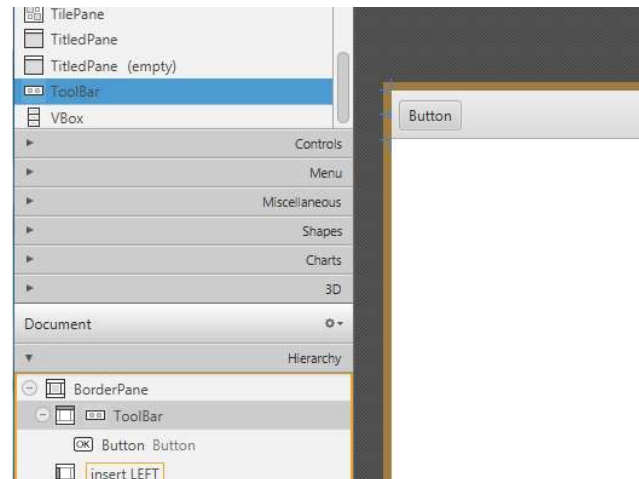 TilePane
TitledPane
TitledPane (empty)
ToolBar
VBox
Controls
Menu
Miscellaneous
Shapes
Charts
3D
Document
Hierarchy
BorderPane
ToolBar
OK Button Button
insert LEFT
Button